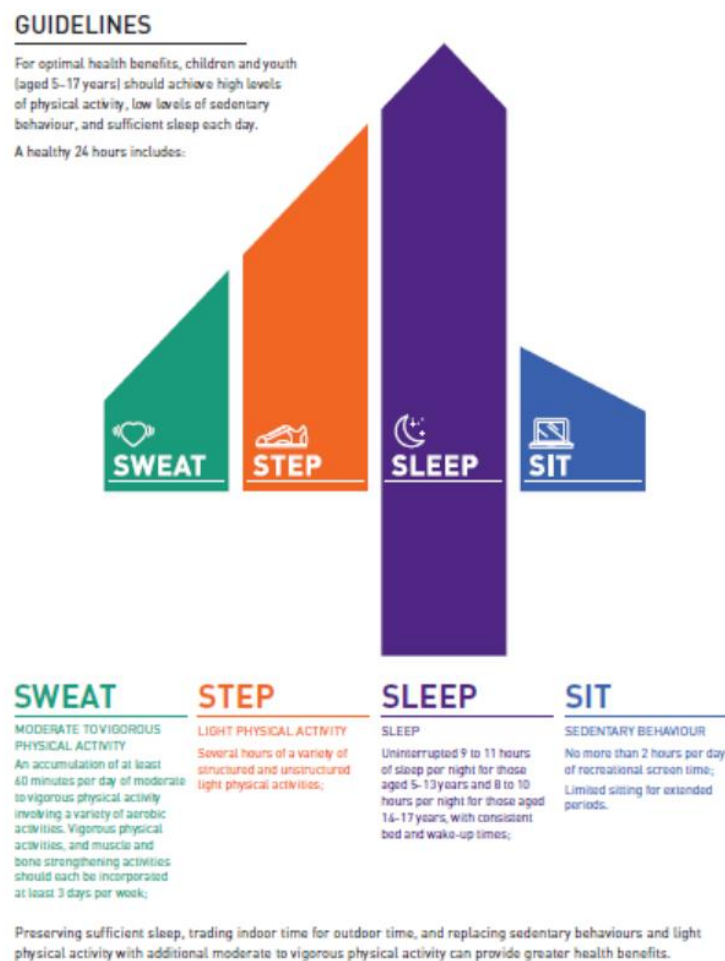 GUIDELINES
For optimal health benefits, children and youth
(aged 5–17 years) should achieve high levels
of physical activity, low levels of sedentary
behaviour, and sufficient sleep each day.
A healthy 24 hours includes:
SWEAT
STEP
SLEEP
SIT
SWEAT
MODERATE TO VIGOROUS
PHYSICAL ACTIVITY
An accumulation of at least
60 minutes per day of moderate
to vigorous physical activity
involving a variety of aerobic
activities. Vigorous physical
activities, and muscle and
bone strengthening activities
should each be incorporated
at least 3 days per week;
STEP
LIGHT PHYSICAL ACTIVITY
Several hours of a variety of
structured and unstructured
light physical activities;
SLEEP
SLEEP
Uninterrupted 9 to 11 hours
of sleep per night for those
aged 5–13 years and 8 to 10
hours per night for those aged
14–17 years, with consistent
bed and wake-up times;
SIT
SEDENTARY BEHAVIOUR
No more than 2 hours per day
of recreational screen time;
Limited sitting for extended
periods.
Preserving sufficient sleep, trading indoor time for outdoor time, and replacing sedentary behaviours and light
physical activity with additional moderate to vigorous physical activity can provide greater health benefits.